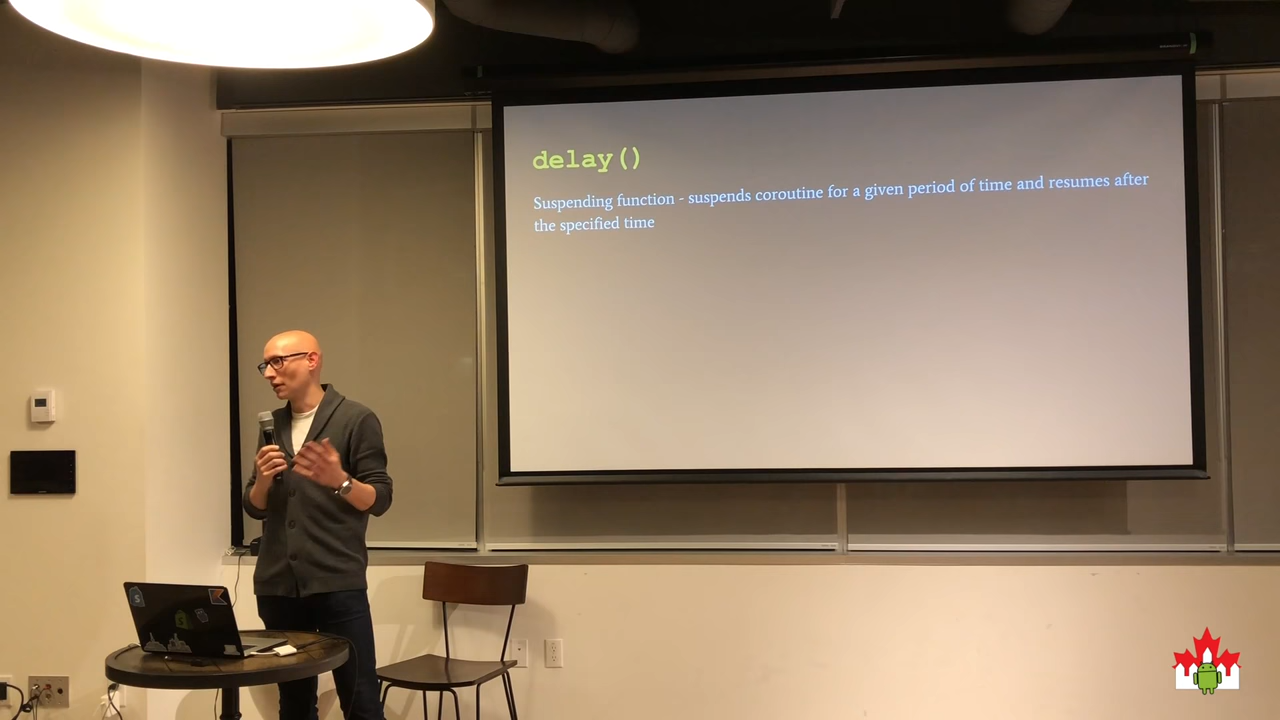 delay()
Suspending function - suspends coroutine for a given period of time and resumes after
the specified time